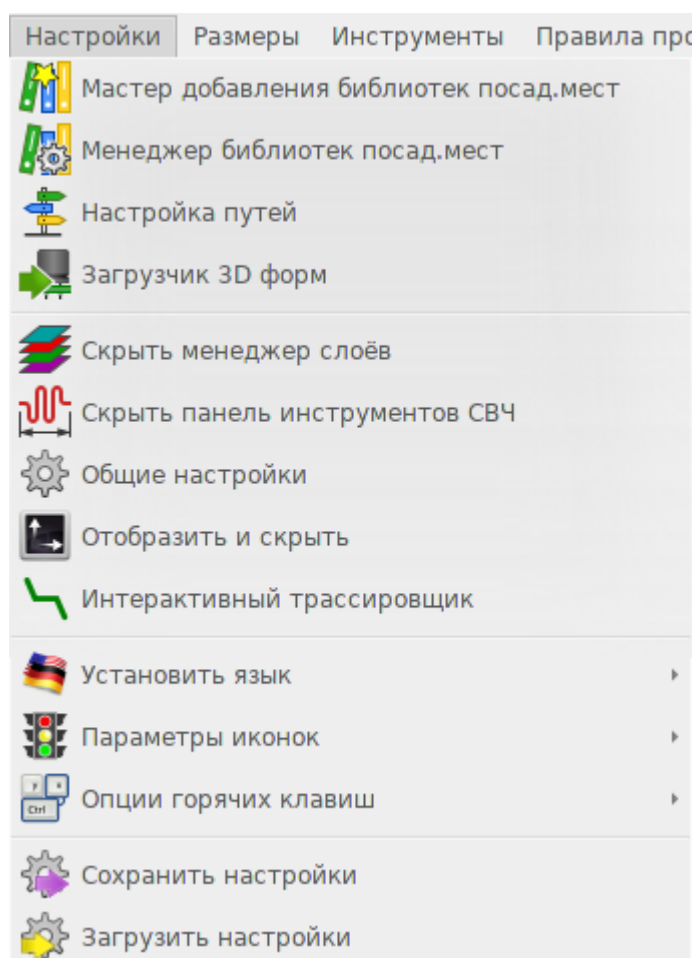 Настройки Размеры Инструменты Правила про
Мастер добавления библиотек посад.мест
Менеджер библиотек посад.мест
Настройка путей
Загрузчик 3D форм
Скрыть менеджер слоёв
Скрыть панель инструментов СВЧ
Общие настройки
Отобразить и скрыть
Интерактивный трассировщик
Установить язык
Параметры иконок
Ctrl Опции горячих клавиш
Сохранить настройки
Загрузить настройки